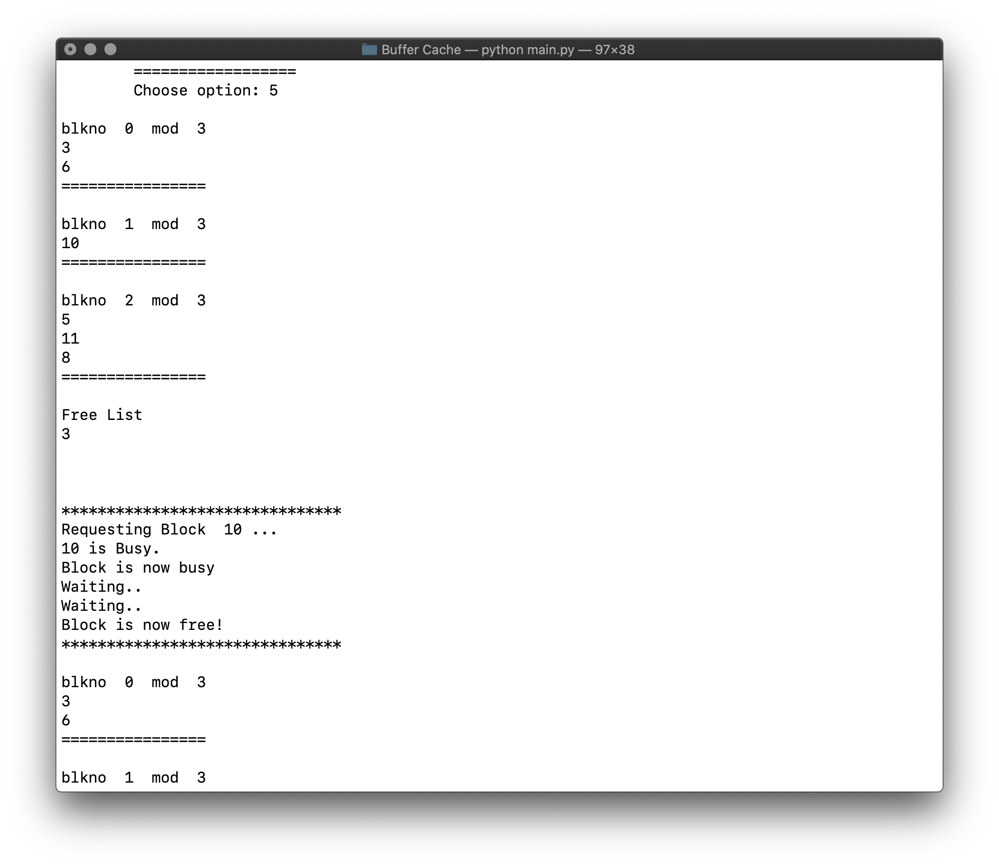 Buffer Cache — python main.py — 97×38
==================
Choose option: 5
blkno  0  mod  3
3
6
================
blkno  1  mod  3
10
================
blkno  2  mod  3
5
11
8
================
Free List
3
*******************************
Requesting Block  10 ...
10 is Busy.
Block is now busy
Waiting..
Waiting..
Block is now free!
*******************************
blkno  0  mod  3
3
6
================
blkno  1  mod  3